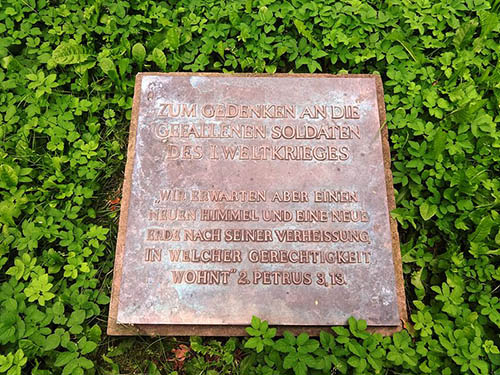 ZUM GEDENKEN AN DIE
GEFALLENEN SOLDATEN
DES I. WELTKRIEGES
„WIR ERWARTEN ABER EINEN
NEUEN HIMMEL UND EINE NEUE
ERDE NACH SEINER VERHEISSUNG,
IN WELCHER GERECHTIGKEIT
WOHNT” 2. PETRUS 3,13.